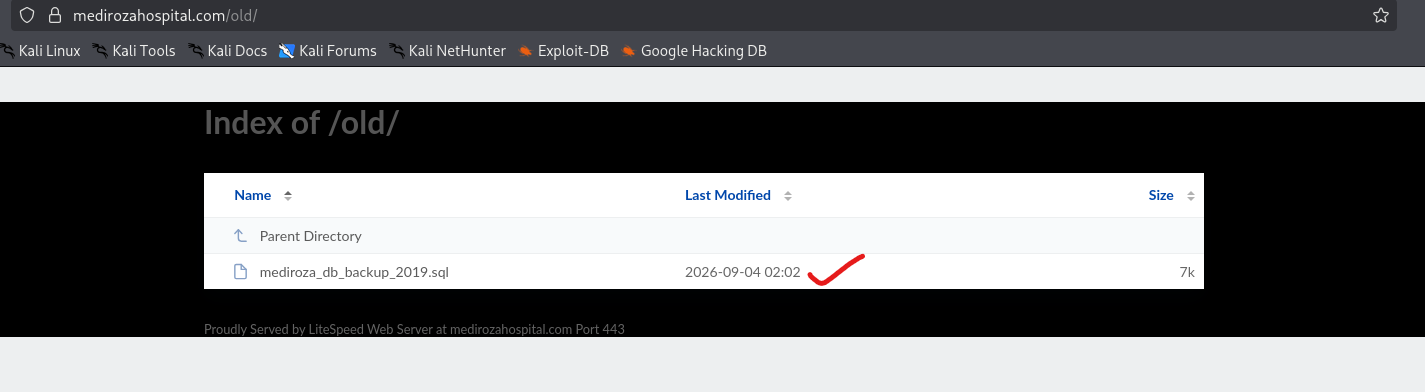 medirozahospital.com/old/
Kali Linux Kali Tools Kali Docs Kali Forums Kali NetHunter Exploit-DB Google Hacking DB
Index of /old/
Name Last Modified Size
Parent Directory
mediroza_db_backup_2019.sql 2026-09-04 02:02 7k
Proudly Served by LiteSpeed Web Server at medirozahospital.com Port 443